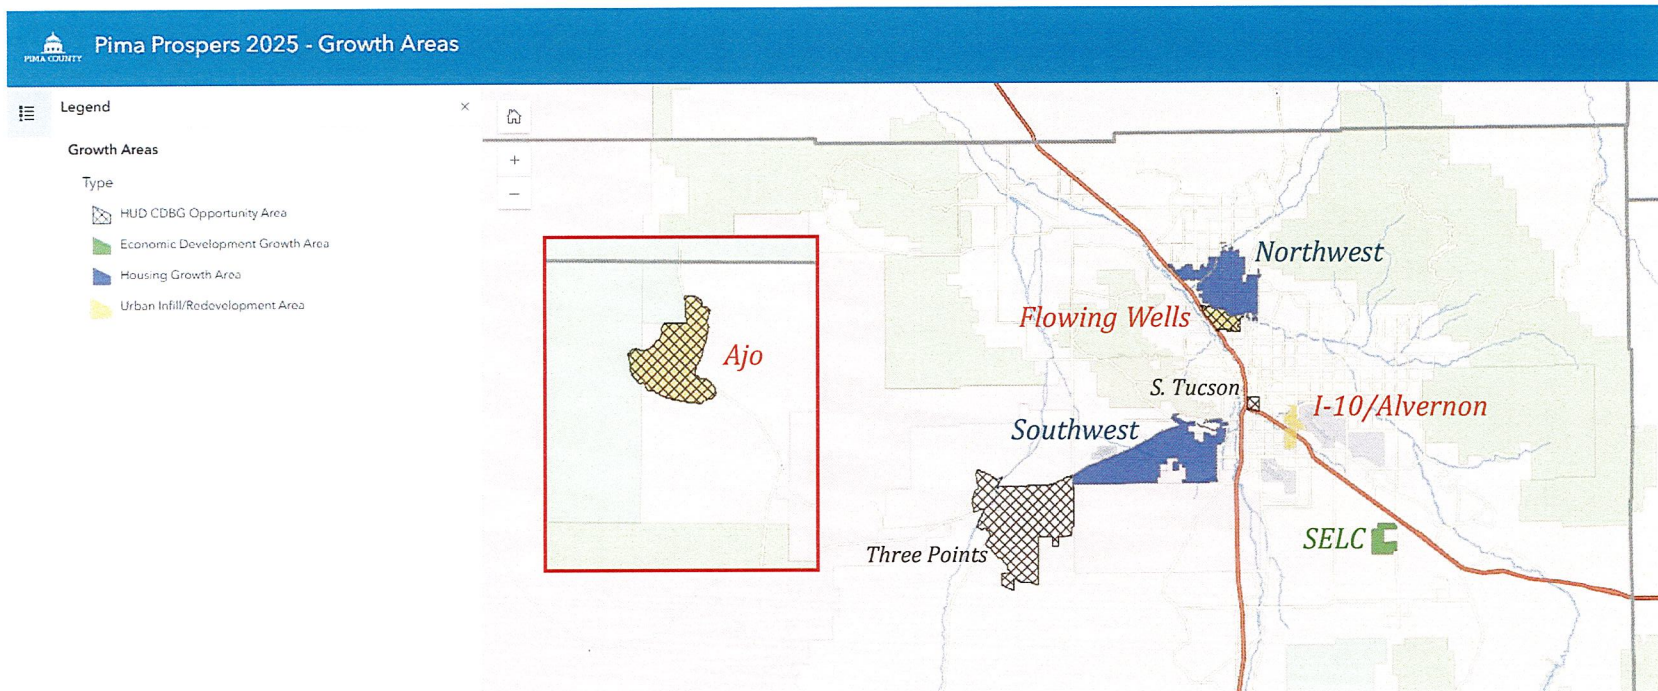 PIMA COUNTY
Pima Prospers 2025 - Growth Areas
Legend
×
Growth Areas
Type
HUD CDBG Opportunity Area
Economic Development Growth Area
Housing Growth Area
Urban Infill/Redevelopment Area
+
−
Northwest
Flowing Wells
Ajo
S. Tucson
I-10/Alvernon
Southwest
SELC
Three Points